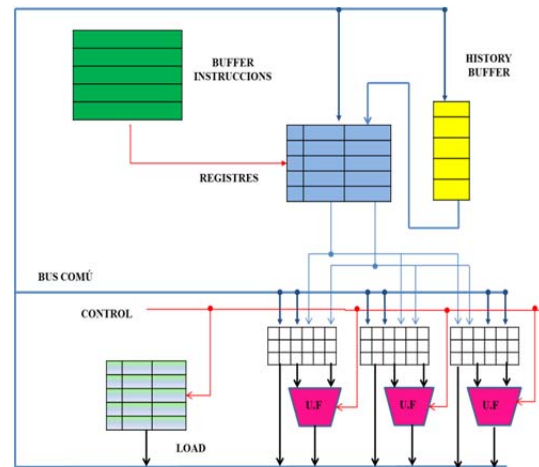 BUFFER
INSTRUCCIONS
HISTORY
BUFFER
REGISTRES
BUS COMÚ
CONTROL
U.F
U.F
U.F
LOAD